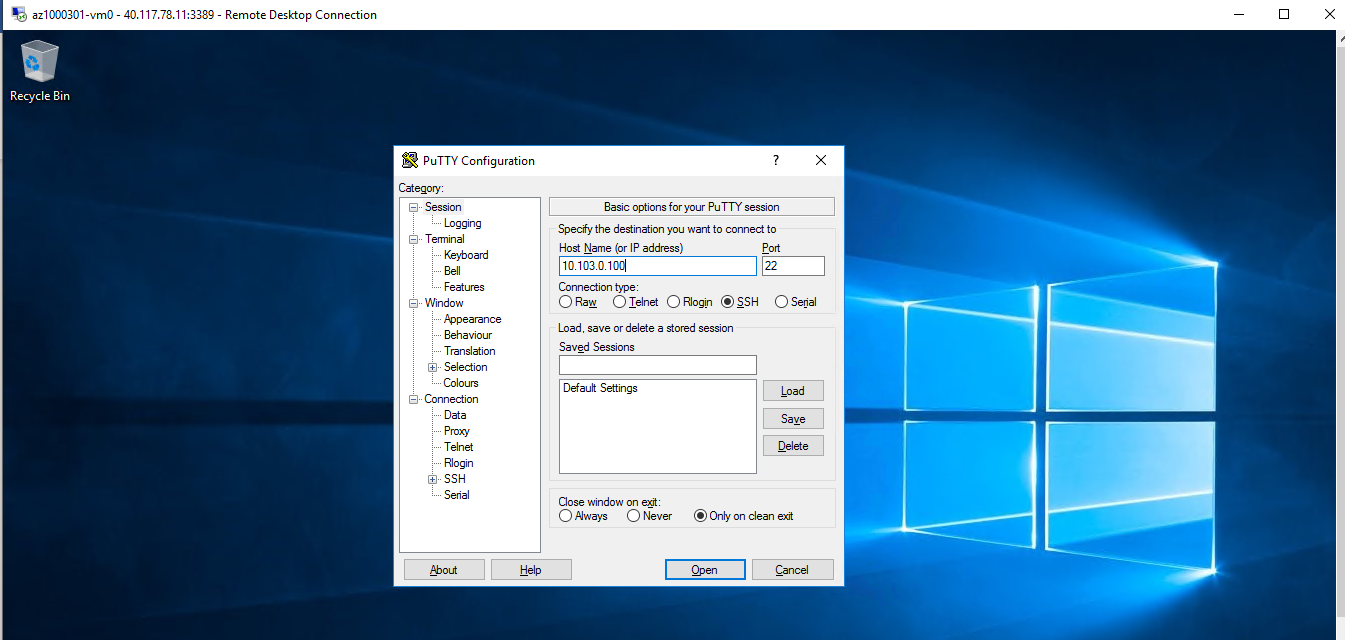 az1000301-vm0 - 40.117.78.11:3389 - Remote Desktop Connection
Recycle Bin
PuTTY Configuration
?
Category:
Session
Logging
Terminal
Keyboard
Bell
Features
Window
Appearance
Behaviour
Translation
Selection
Colours
Connection
Data
Proxy
Telnet
Rlogin
SSH
Serial
Basic options for your PuTTY session
Specify the destination you want to connect to
Host Name (or IP address) Port
10.103.0.100 22
Connection type:
Raw Telnet Rlogin SSH Serial
Load, save or delete a stored session
Saved Sessions
Default Settings
Load
Save
Delete
Close window on exit:
Always Never Only on clean exit
About Help Open Cancel